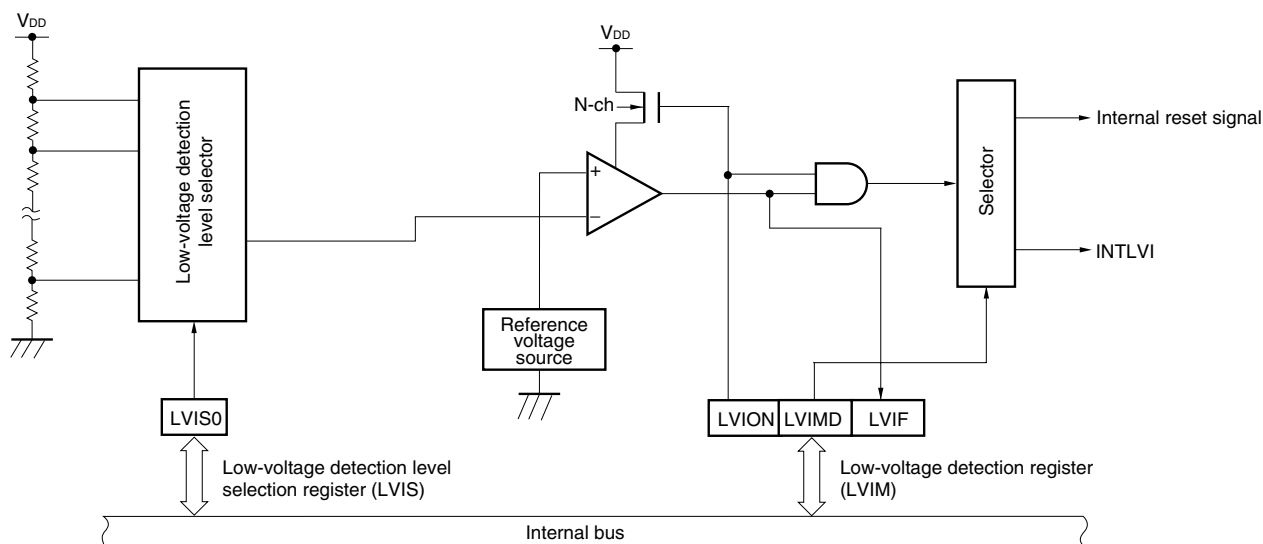 VDD
VDD
Low-voltage detection
level selector
N-ch
+
−
Selector
Internal reset signal
INTLVI
Reference
voltage
source
LVIS0
LVION
LVIMD
LVIF
Low-voltage detection level
selection register (LVIS)
Low-voltage detection register
(LVIM)
Internal bus